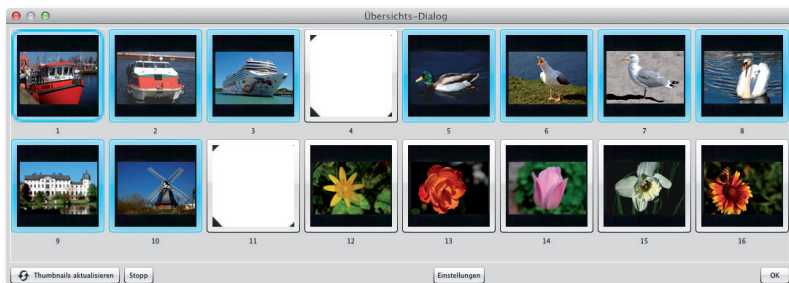 Übersichts-Dialog
1 2 3 4 5 6 7 8
9 10 11 12 13 14 15 16
Thumbnails aktualisieren Stopp Einstellungen OK